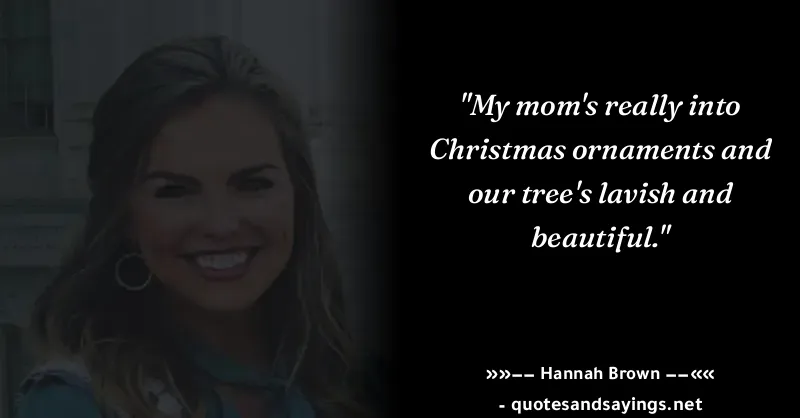 "My mom's really into
Christmas ornaments and
our tree's lavish and
beautiful."
»»−− Hannah Brown −−««
- quotesandsayings.net